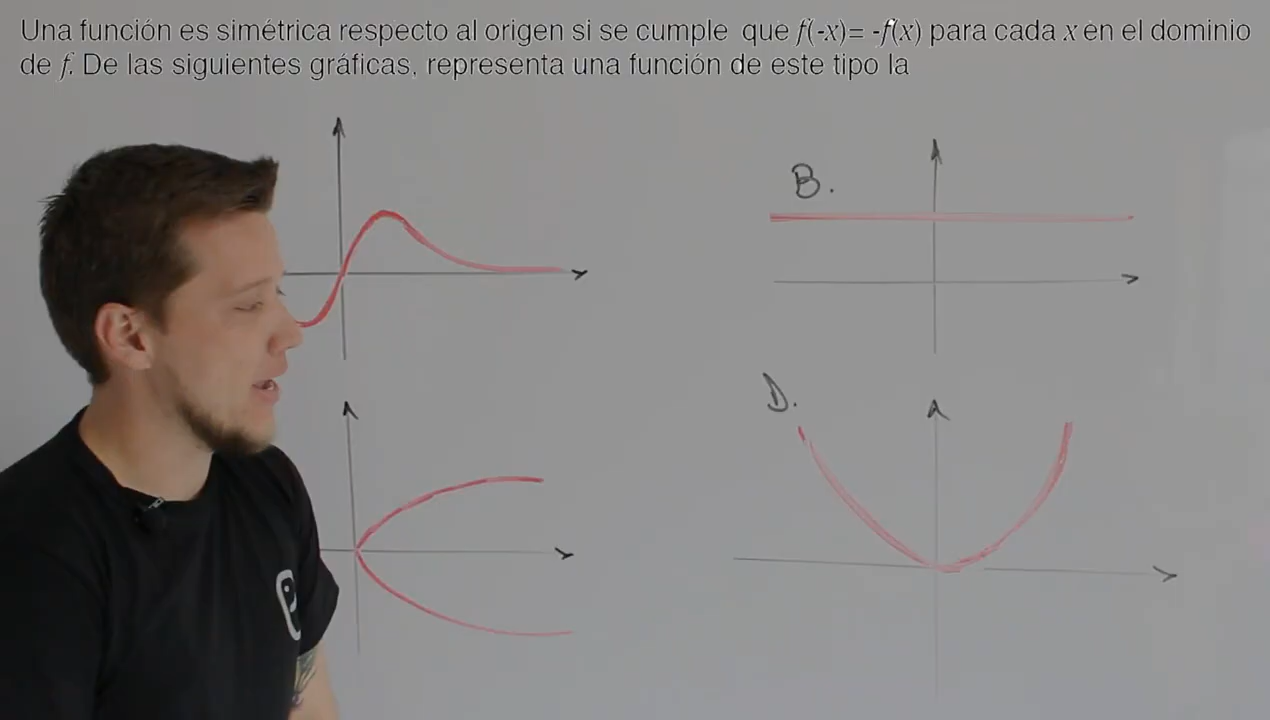 Una función es simétrica respecto al origen si se cumple que f(-x)= -f(x) para cada x en el dominio
de f. De las siguientes gráficas, representa una función de este tipo la
B.
D.